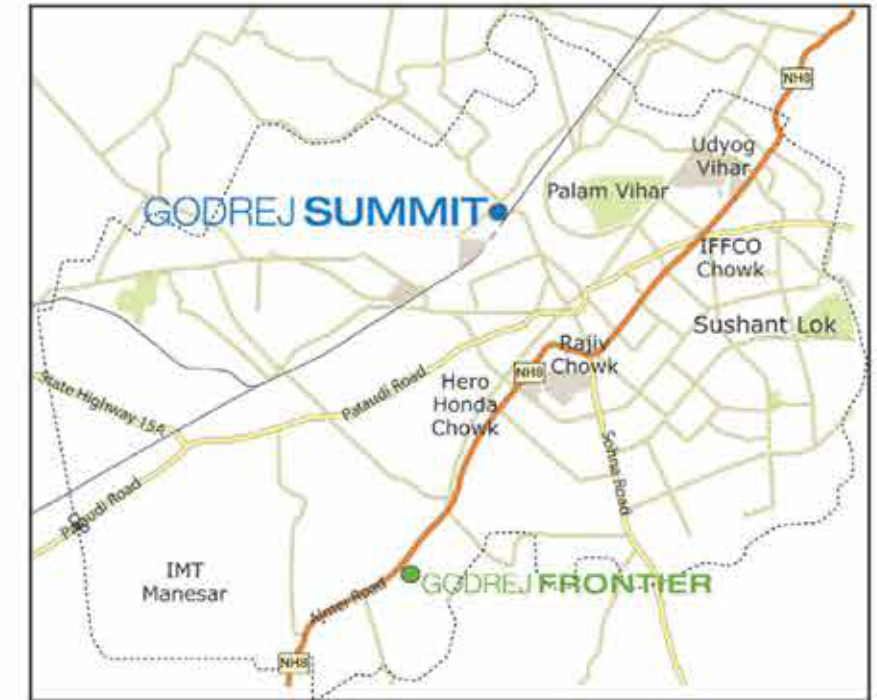 NH8
Udyog
Vihar
Palam Vihar
GODREJ SUMMIT
IFFCO
Chowk
Sushant Lok
Rajiv
Chowk
NH8
Hero
Honda
Chowk
Pataudi Road
State Highway 15A
Sohna Road
Pataudi Road
IMT
Manesar
GODREJ FRONTIER
Ajmer Road
NH8